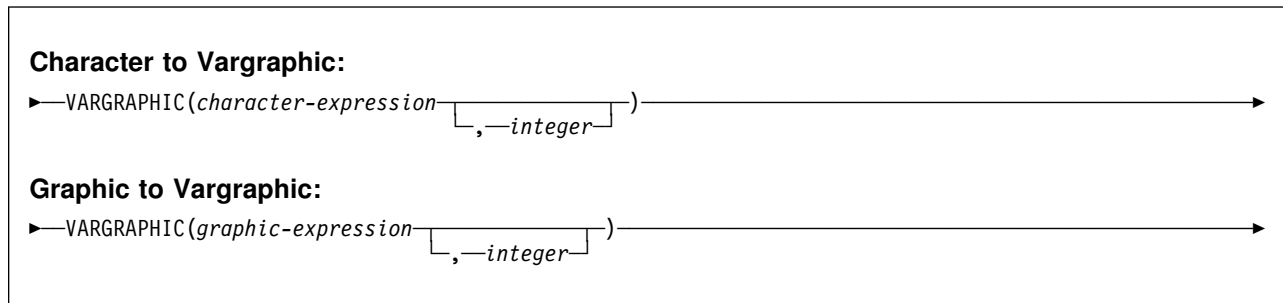 Character to Vargraphic:
VARGRAPHIC(character-expression )
,integer
Graphic to Vargraphic:
VARGRAPHIC(graphic-expression )
,integer